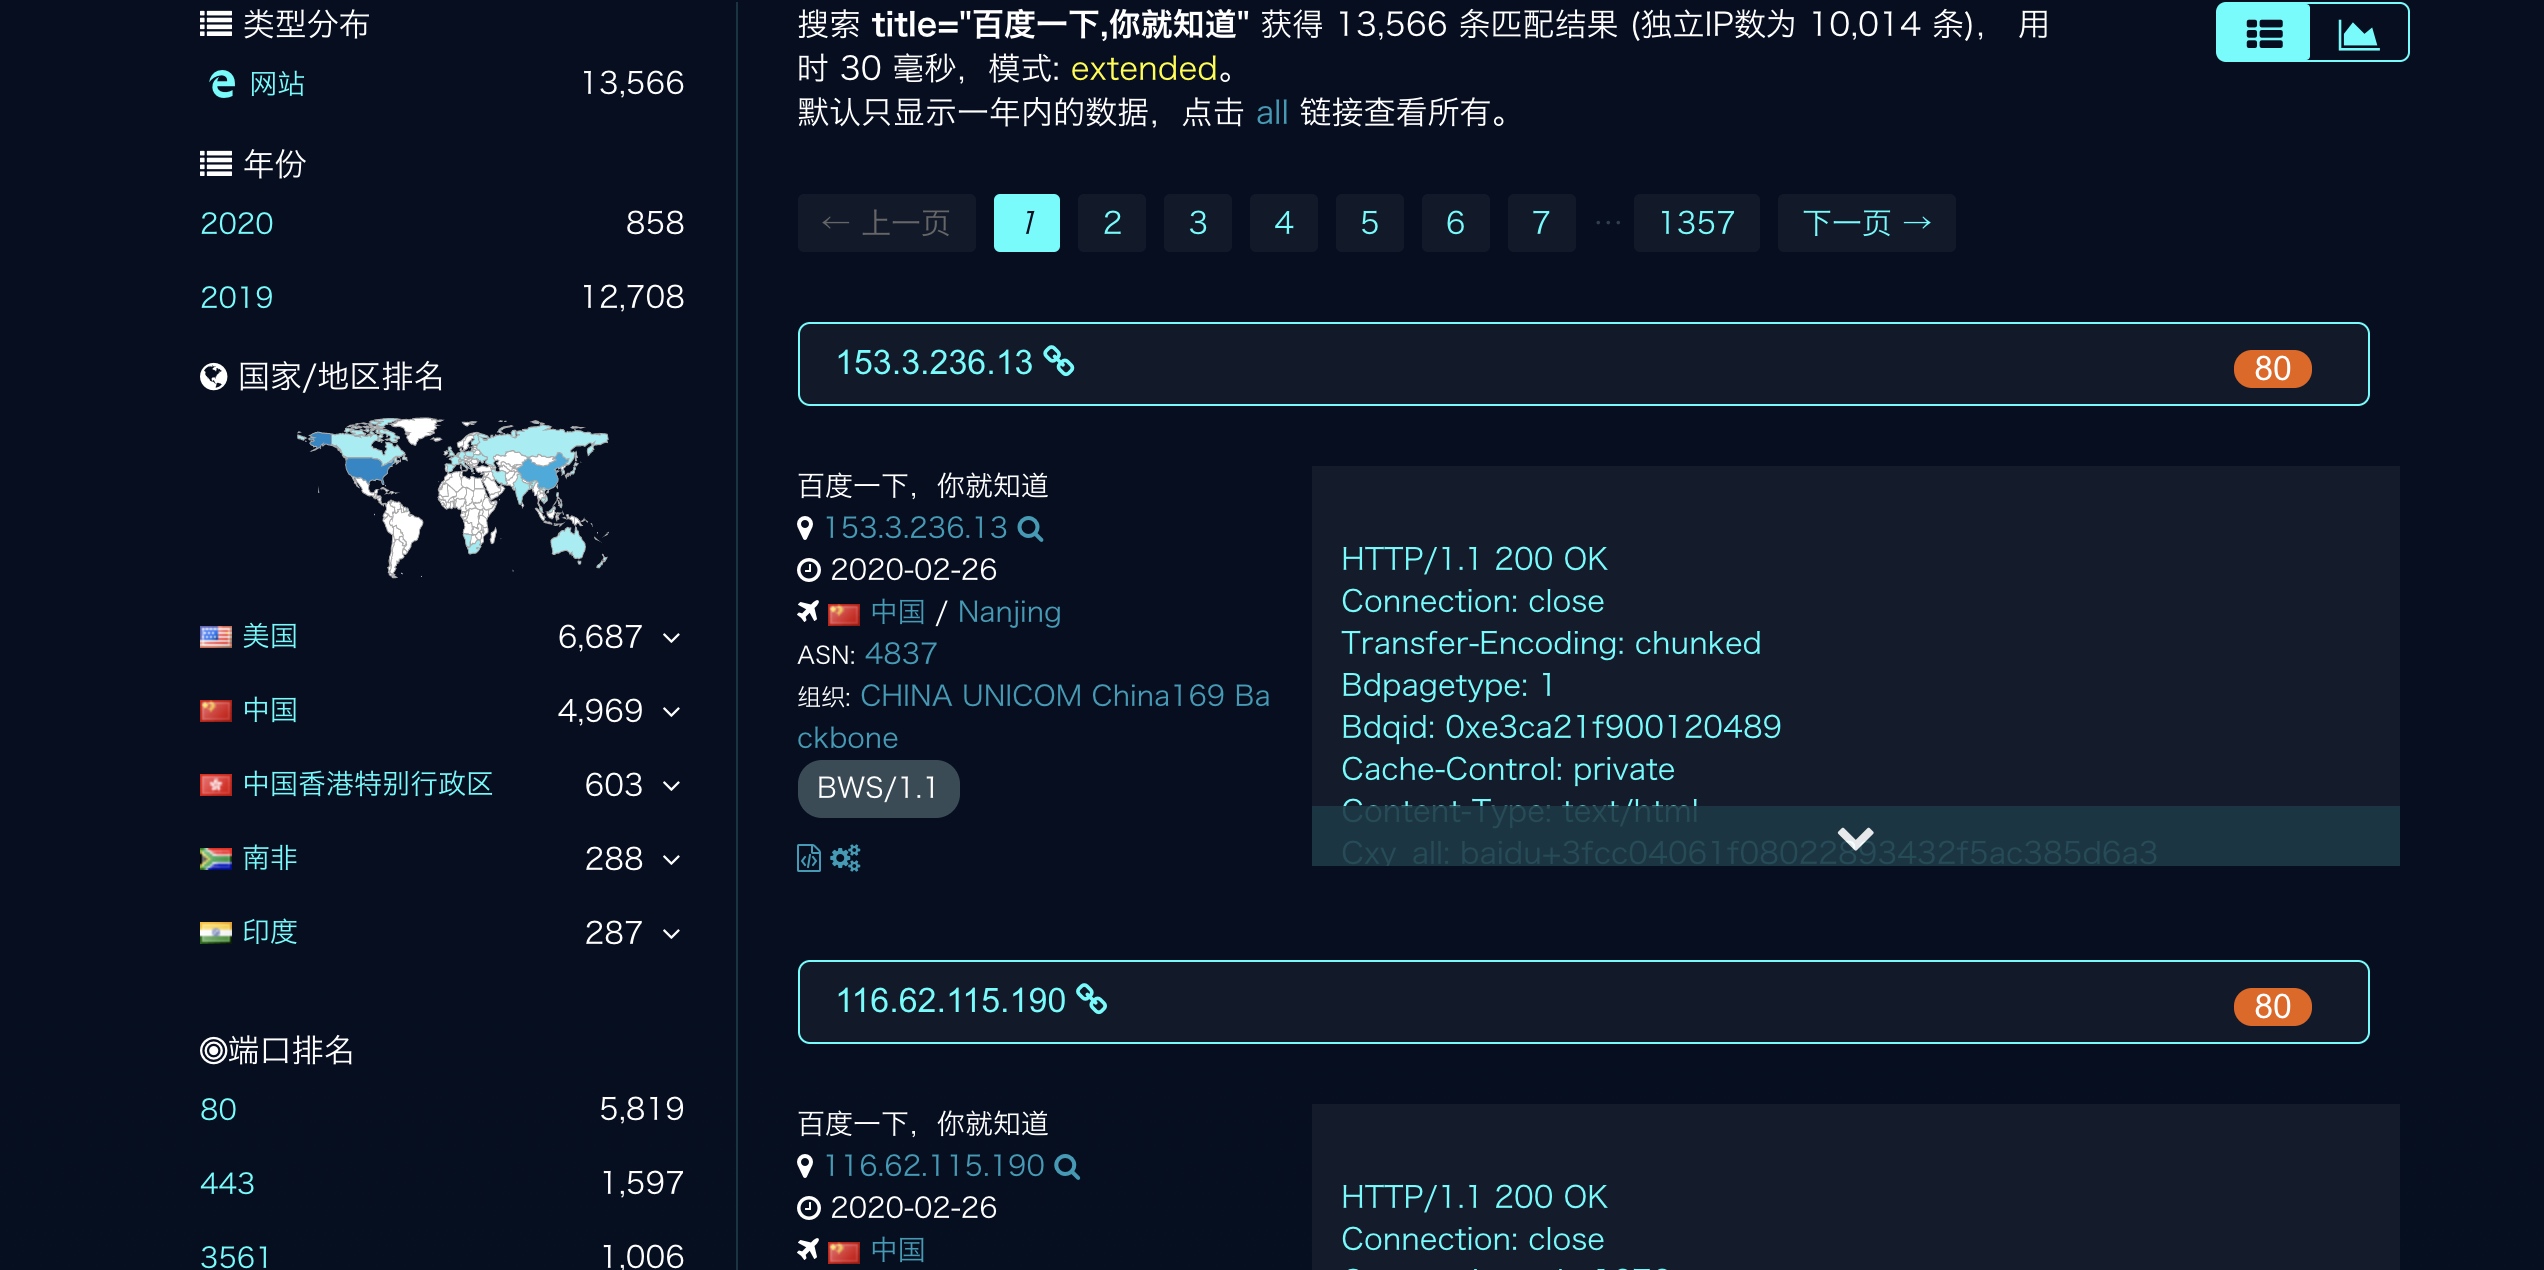 类型分布
网站 13,566
年份
2020 858
2019 12,708
国家/地区排名
美国 6,687
中国 4,969
中国香港特别行政区 603
南非 288
印度 287
端口排名
80 5,819
443 1,597
3561 1,006
搜索 title="百度一下,你就知道" 获得 13,566 条匹配结果 (独立IP数为 10,014 条), 用
时 30 毫秒, 模式: extended。
默认只显示一年内的数据, 点击 all 链接查看所有。
← 上一页 1 2 3 4 5 6 7 ... 1357 下一页 →
153.3.236.13 80
百度一下, 你就知道
153.3.236.13
2020-02-26
中国 / Nanjing
ASN: 4837
组织: CHINA UNICOM China169 Ba
ckbone
BWS/1.1
HTTP/1.1 200 OK
Connection: close
Transfer-Encoding: chunked
Bdpagetype: 1
Bdqid: 0xe3ca21f900120489
Cache-Control: private
Content-Type: text/html
Cxy_all: baidu+3fcc04061f08022893432f5ac385d6a3
116.62.115.190 80
百度一下, 你就知道
116.62.115.190
2020-02-26
中国
HTTP/1.1 200 OK
Connection: close